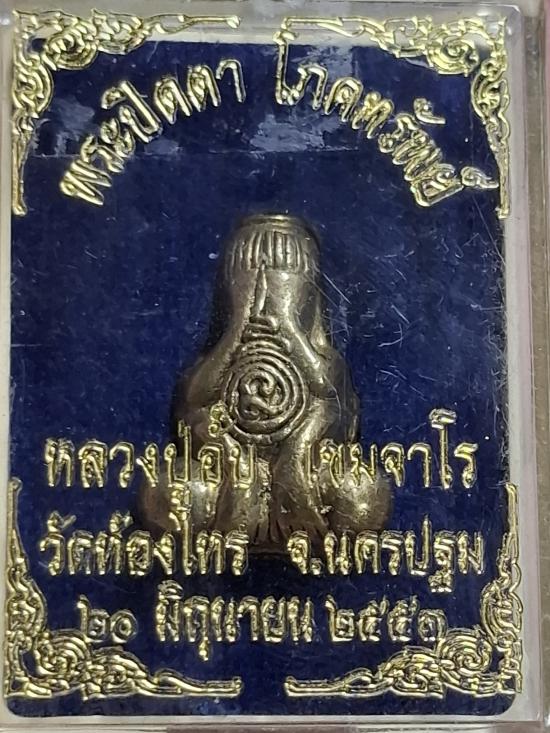 พระปิดตา โภคทรัพย์
หลวงปู่อั๊บ เขมจาโร
วัดท้องไทร จ.นครปฐม
๒๐ มิถุนายน ๒๕๕๓